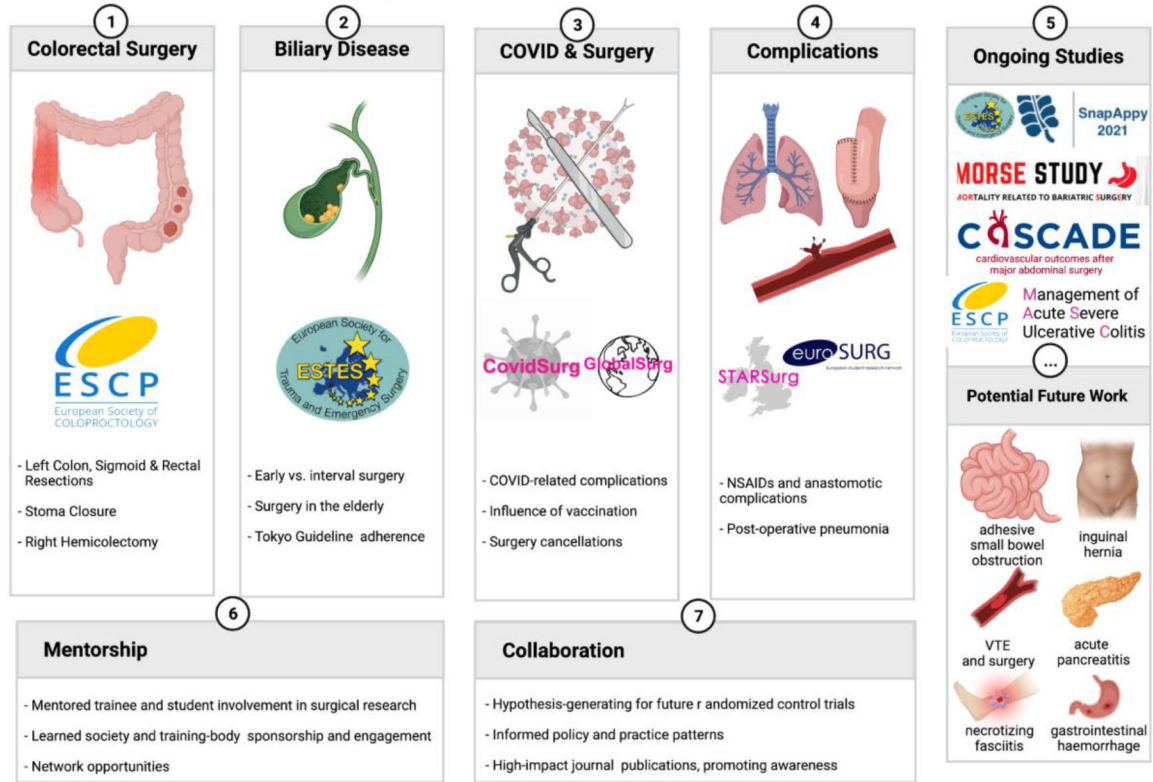 1
Colorectal Surgery
ESCP
European Society of
COLOPROCTOLOGY
- Left Colon, Sigmoid & Rectal
Resections
- Stoma Closure
- Right Hemicolectomy
2
Biliary Disease
European Society for
ESTES
Trauma and Emergency Surgery
- Early vs. interval surgery
- Surgery in the elderly
- Tokyo Guideline adherence
3
COVID & Surgery
CovidSurg
GlobalSurg
- COVID-related complications
- Influence of vaccination
- Surgery cancellations
4
Complications
STARSurg
euroSURG
European student research network
- NSAIDs and anastomotic
complications
- Post-operative pneumonia
5
Ongoing Studies
ESTES
SnapAppy
2021
MORSE STUDY
MORTALITY RELATED TO BARIATRIC SURGERY
CASCADE
cardiovascular outcomes after
major abdominal surgery
ESCP
European Society of
COLOPROCTOLOGY
Management of
Acute Severe
Ulcerative Colitis
...
Potential Future Work
adhesive
small bowel
obstruction
inguinal
hernia
VTE
and surgery
acute
pancreatitis
necrotizing
fasciitis
gastrointestinal
haemorrhage
6
Mentorship
- Mentored trainee and student involvement in surgical research
- Learned society and training-body sponsorship and engagement
- Network opportunities
7
Collaboration
- Hypothesis-generating for future r andomized control trials
- Informed policy and practice patterns
- High-impact journal publications, promoting awareness